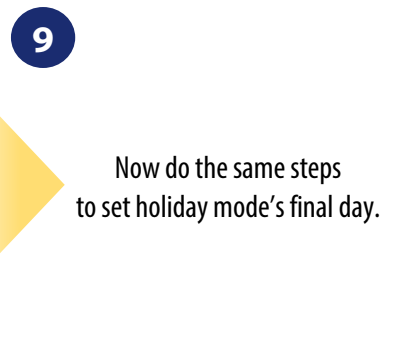 9
Now do the same steps
to set holiday mode’s final day.